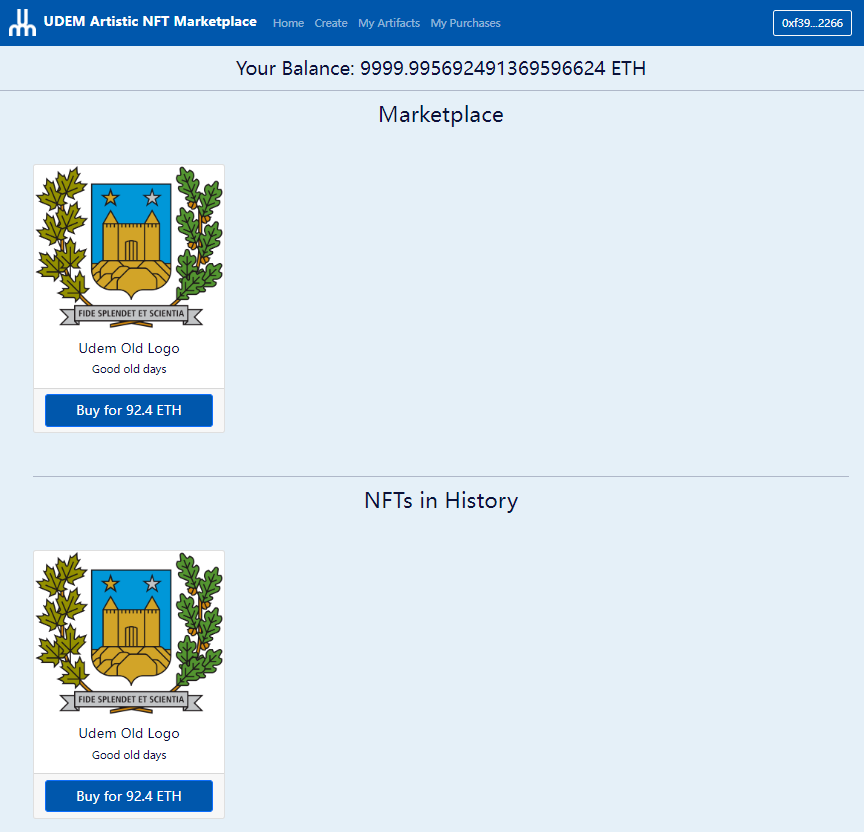 UDEM Artistic NFT Marketplace Home Create My Artifacts My Purchases 0xf39...2266
Your Balance: 9999.995692491369596624 ETH
Marketplace
FIDE SPLENDET ET SCIENTIA
Udem Old Logo
Good old days
Buy for 92.4 ETH
NFTs in History
FIDE SPLENDET ET SCIENTIA
Udem Old Logo
Good old days
Buy for 92.4 ETH